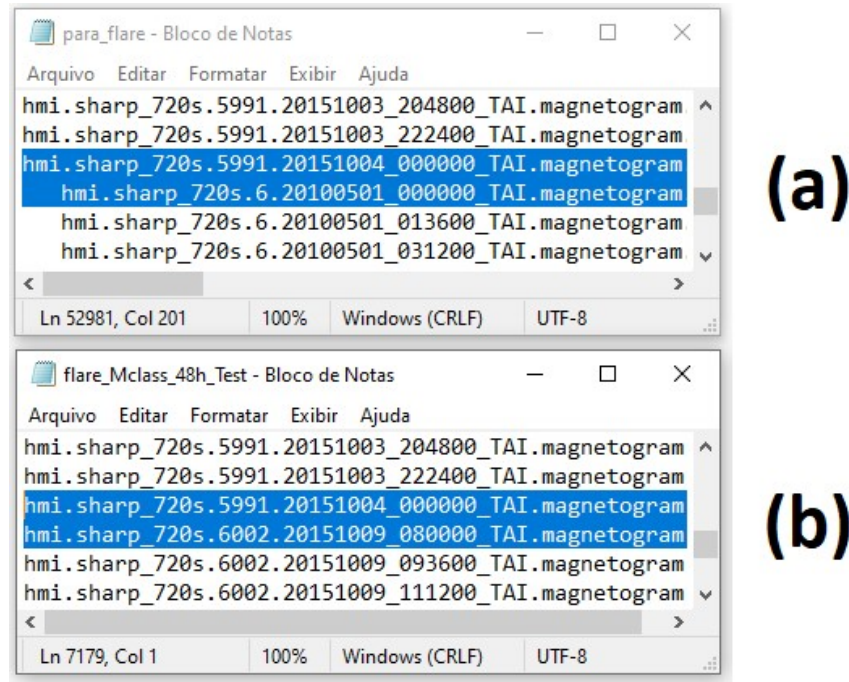 para_flare - Bloco de Notas
Arquivo Editar Formatar Exibir Ajuda
hmi.sharp_720s.5991.20151003_204800_TAI.magnetogram.
hmi.sharp_720s.5991.20151003_222400_TAI.magnetogram.
hmi.sharp_720s.5991.20151004_000000_TAI.magnetogram
hmi.sharp_720s.6.20100501_000000_TAI.magnetogram
hmi.sharp_720s.6.20100501_013600_TAI.magnetogram.
hmi.sharp_720s.6.20100501_031200_TAI.magnetogram.
Ln 52981, Col 201 100% Windows (CRLF) UTF-8
(a)
flare_Mclass_48h_Test - Bloco de Notas
Arquivo Editar Formatar Exibir Ajuda
hmi.sharp_720s.5991.20151003_204800_TAI.magnetogram
hmi.sharp_720s.5991.20151003_222400_TAI.magnetogram
hmi.sharp_720s.5991.20151004_000000_TAI.magnetogram
hmi.sharp_720s.6002.20151009_080000_TAI.magnetogram
hmi.sharp_720s.6002.20151009_093600_TAI.magnetogram
hmi.sharp_720s.6002.20151009_111200_TAI.magnetogram
Ln 7179, Col 1 100% Windows (CRLF) UTF-8
(b)